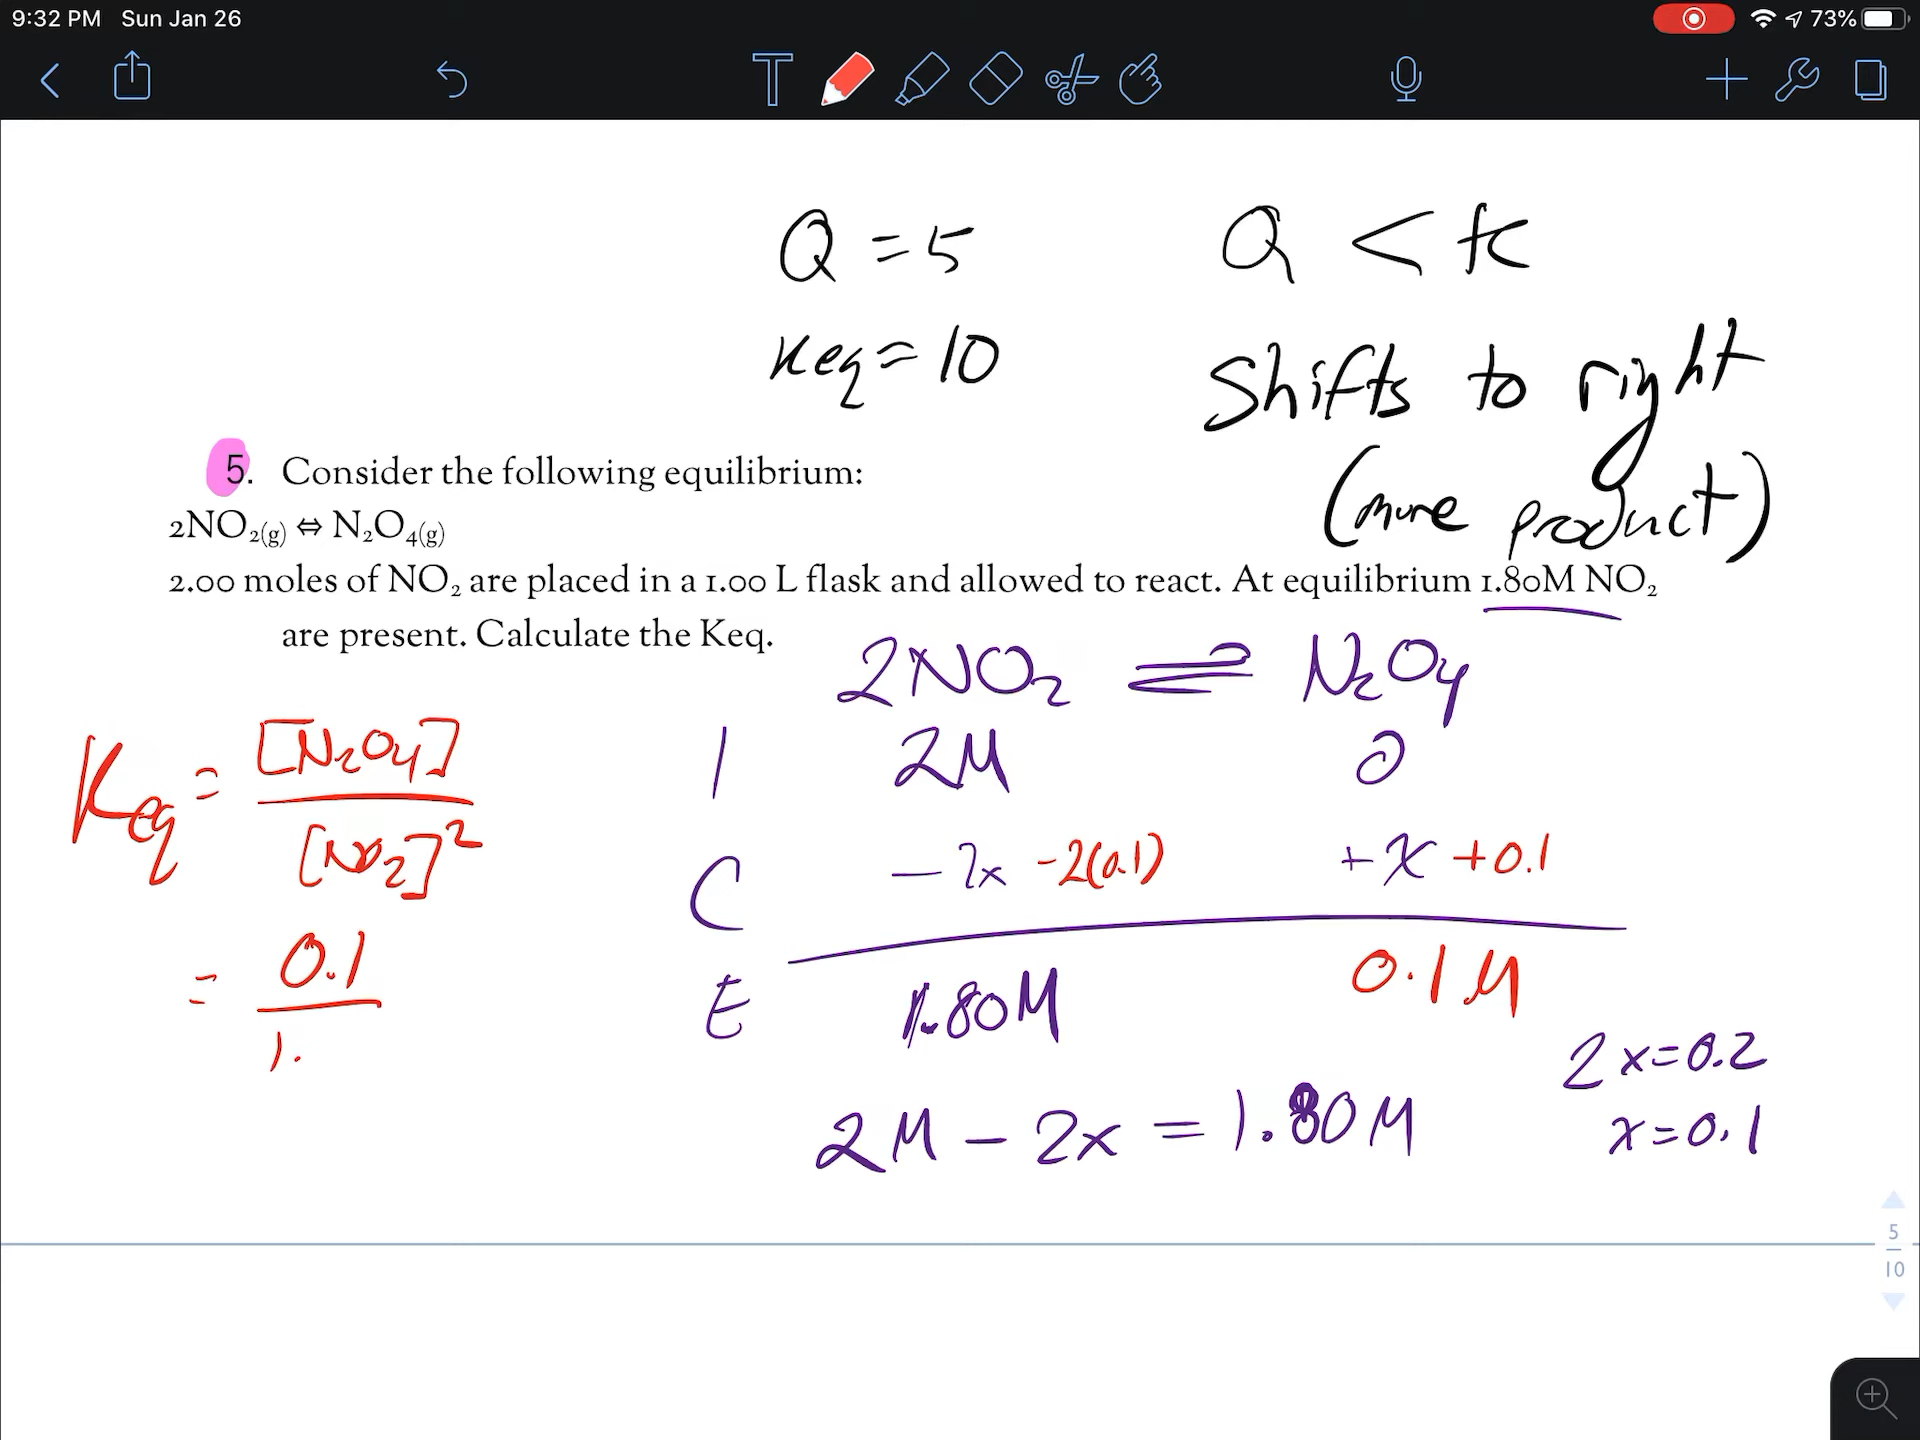 9:32 PM Sun Jan 26
73%
T
Q = 5
Q < K
Keq = 10
Shifts to right
(more product)
5. Consider the following equilibrium:
2NO₂(g) ⇔ N₂O₄(g)
2.00 moles of NO₂ are placed in a 1.00 L flask and allowed to react. At equilibrium 1.80M NO₂
are present. Calculate the Keq.
2NO₂ ⇌ N₂O₄
Keq = [N₂O₄] / [NO₂]²
I 2M 0
C -2x -2(0.1) +x +0.1
= 0.1 / 1.
E 1.80M 0.1M
2x=0.2
2M - 2x = 1.80M
x=0.1
5
10